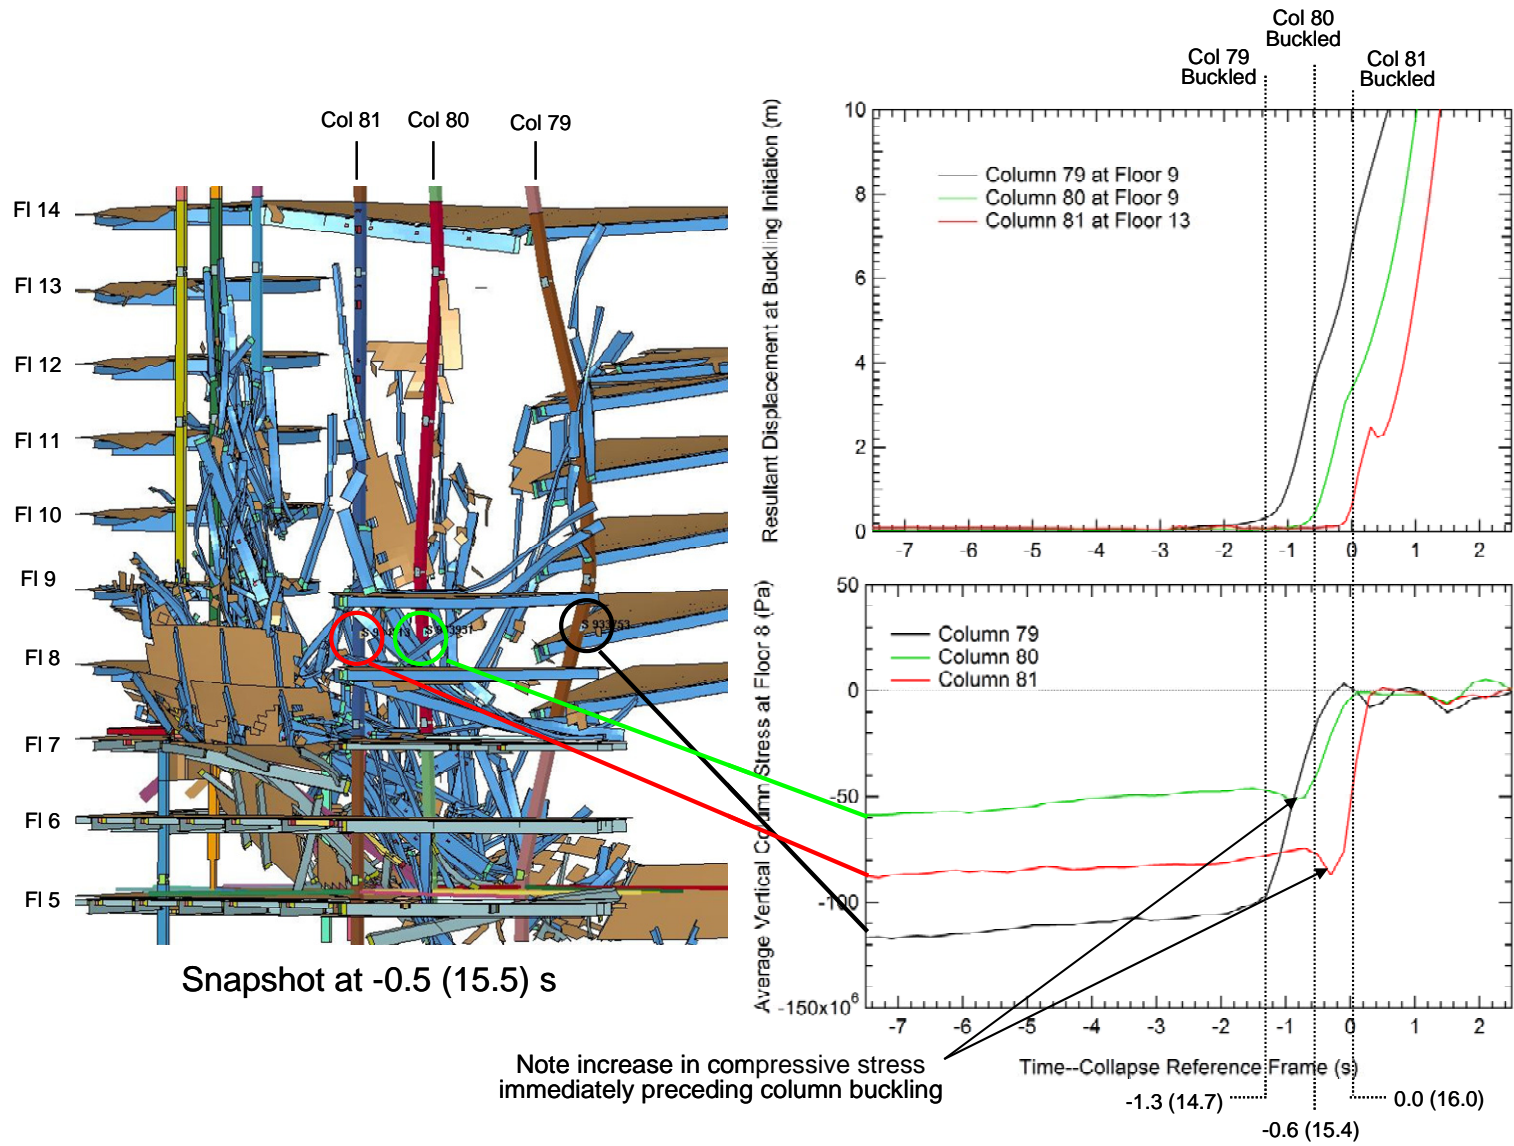 Col 80
Buckled
Col 79
Buckled
Col 81
Buckled
Col 81
Col 80
Col 79
Fl 14
Fl 13
Fl 12
Fl 11
Fl 10
Fl 9
Fl 8
Fl 7
Fl 6
Fl 5
S 933753
Snapshot at -0.5 (15.5) s
Resultant Displacement at Buckling Initiation (m)
10
8
6
4
2
0
Column 79 at Floor 9
Column 80 at Floor 9
Column 81 at Floor 13
-7 -6 -5 -4 -3 -2 -1 0 1 2
Average Vertical Column Stress at Floor 8 (Pa)
50
0
-50
-100
-150x10⁶
Column 79
Column 80
Column 81
-7 -6 -5 -4 -3 -2 -1 0 1 2
Time--Collapse Reference Frame (s)
Note increase in compressive stress
immediately preceding column buckling
-1.3 (14.7)
0.0 (16.0)
-0.6 (15.4)